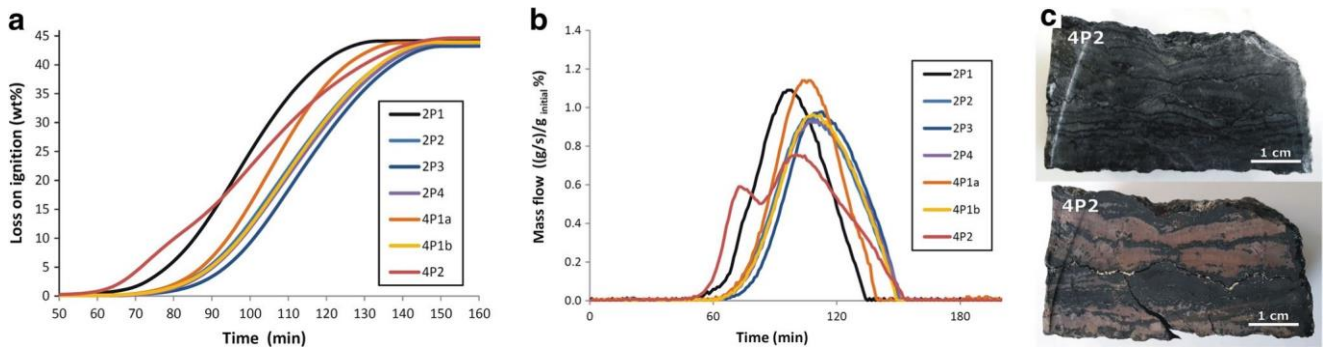 a
Loss on ignition (wt%)
45
40
35
30
25
20
15
10
5
0
50 60 70 80 90 100 110 120 130 140 150 160
Time (min)
2P1
2P2
2P3
2P4
4P1a
4P1b
4P2
b
Mass flow ((g/s)/g initial %)
1.4
1.2
1.0
0.8
0.6
0.4
0.2
0.0
0 60 120 180
Time (min)
2P1
2P2
2P3
2P4
4P1a
4P1b
4P2
c
4P2
1 cm
4P2
1 cm